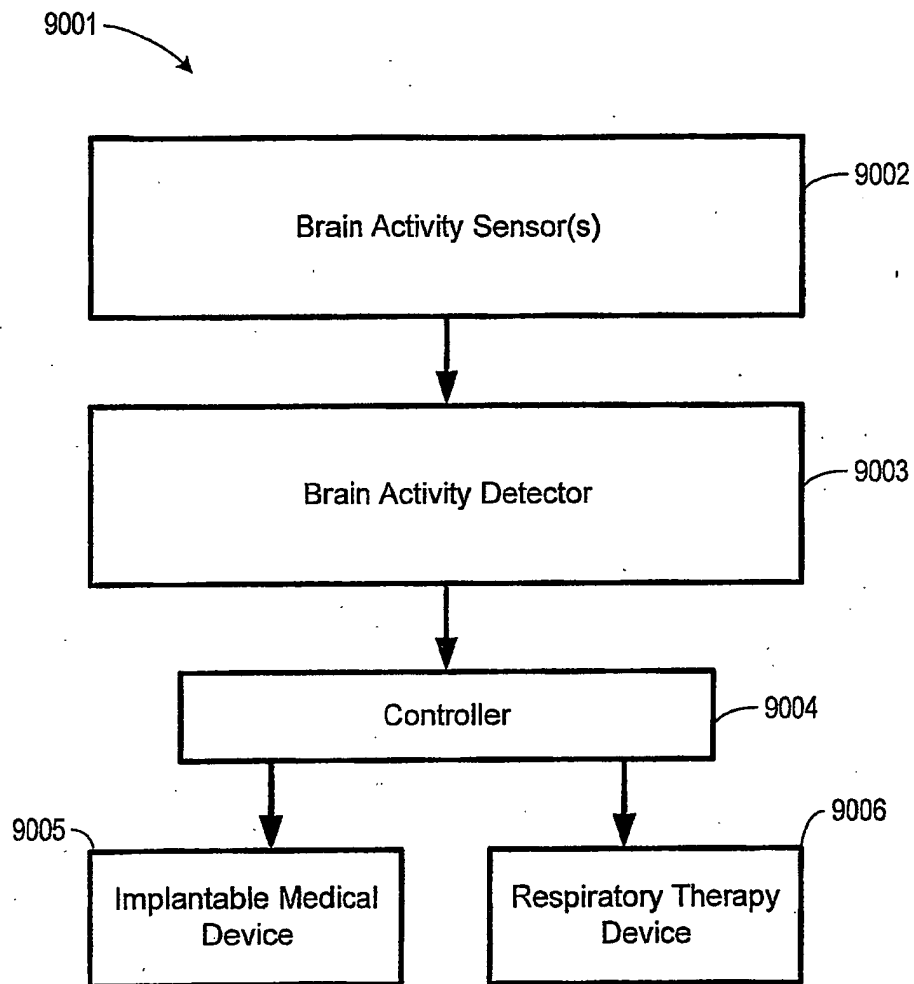 9001
9002
Brain Activity Sensor(s)
9003
Brain Activity Detector
9004
Controller
9005
9006
Implantable Medical
Device
Respiratory Therapy
Device